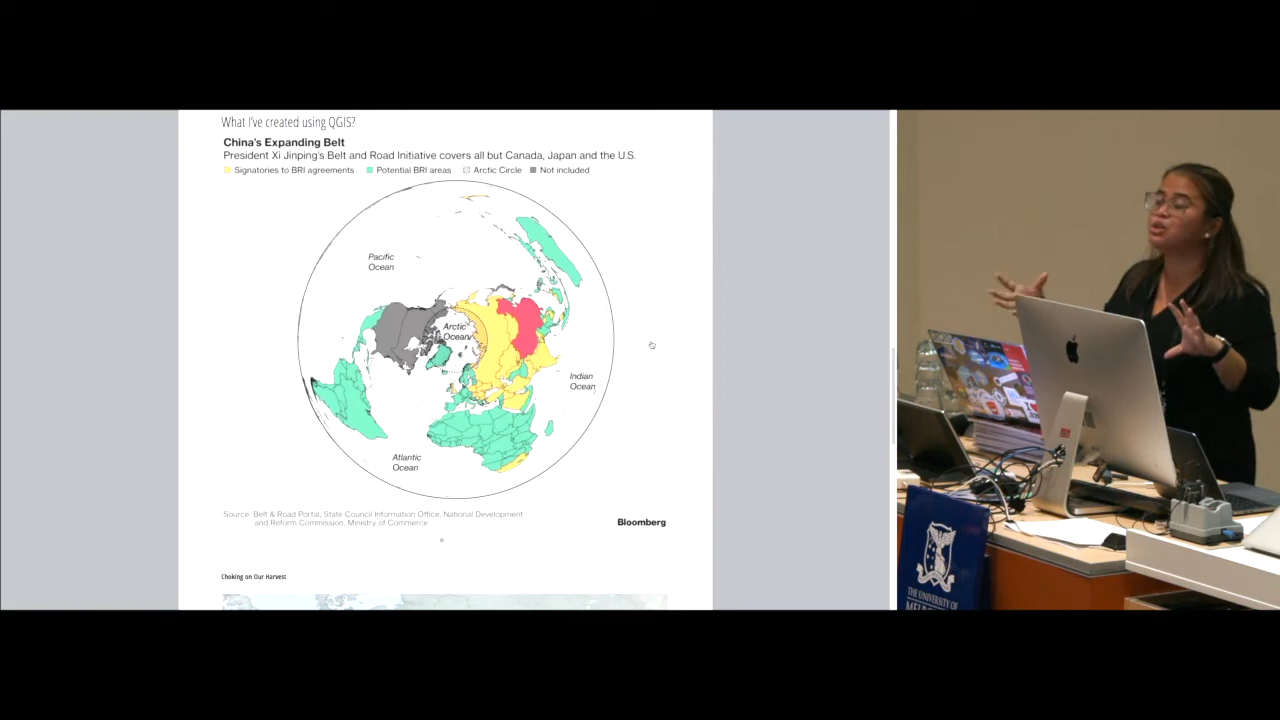 What I've created using QGIS?
China's Expanding Belt
President Xi Jinping's Belt and Road Initiative covers all but Canada, Japan and the U.S.
Signatories to BRI agreements Potential BRI areas Arctic Circle Not included
Pacific
Ocean
Arctic
Ocean
Indian
Ocean
Atlantic
Ocean
Source: Belt & Road Portal, State Council Information Office, National Development
and Reform Commission, Ministry of Commerce
Bloomberg
Choking on Our Harvest
THE UNIVERSITY OF